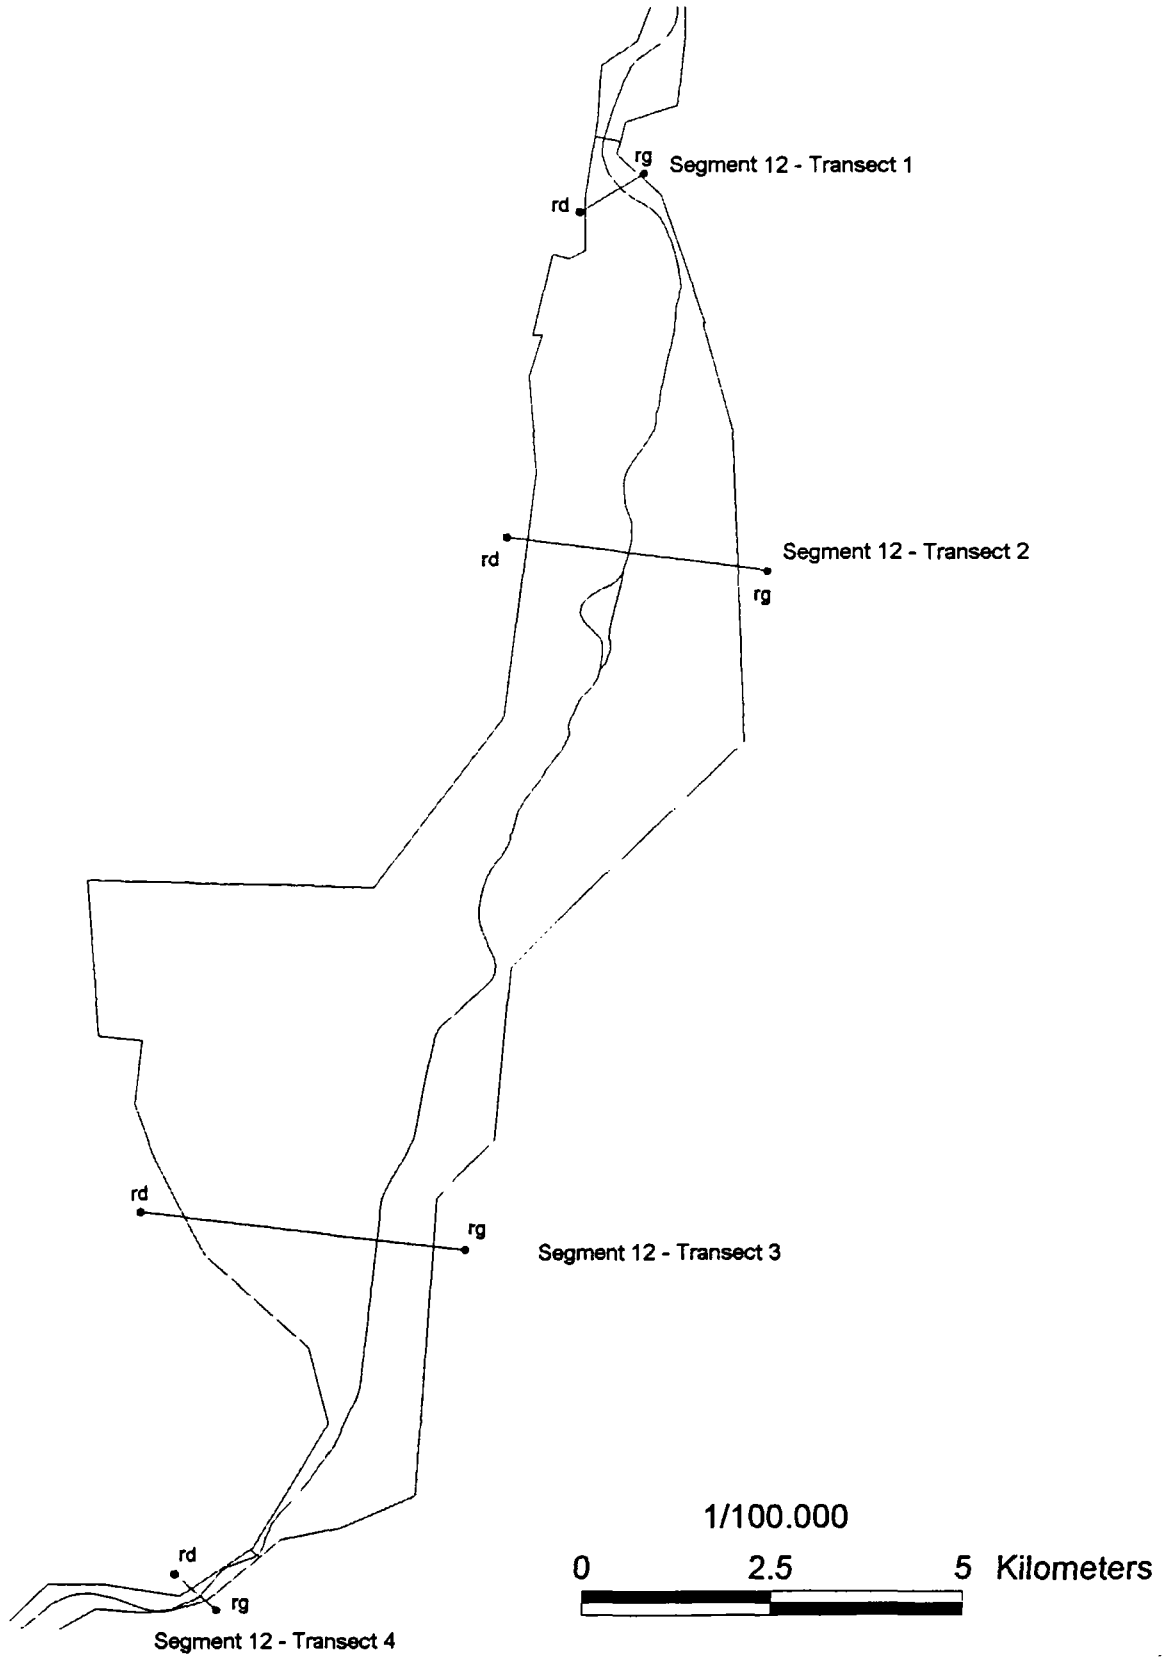 rg Segment 12 - Transect 1
rd
rd
Segment 12 - Transect 2
rg
rd
rg
Segment 12 - Transect 3
1/100.000
0 2.5 5 Kilometers
rd
rg
Segment 12 - Transect 4